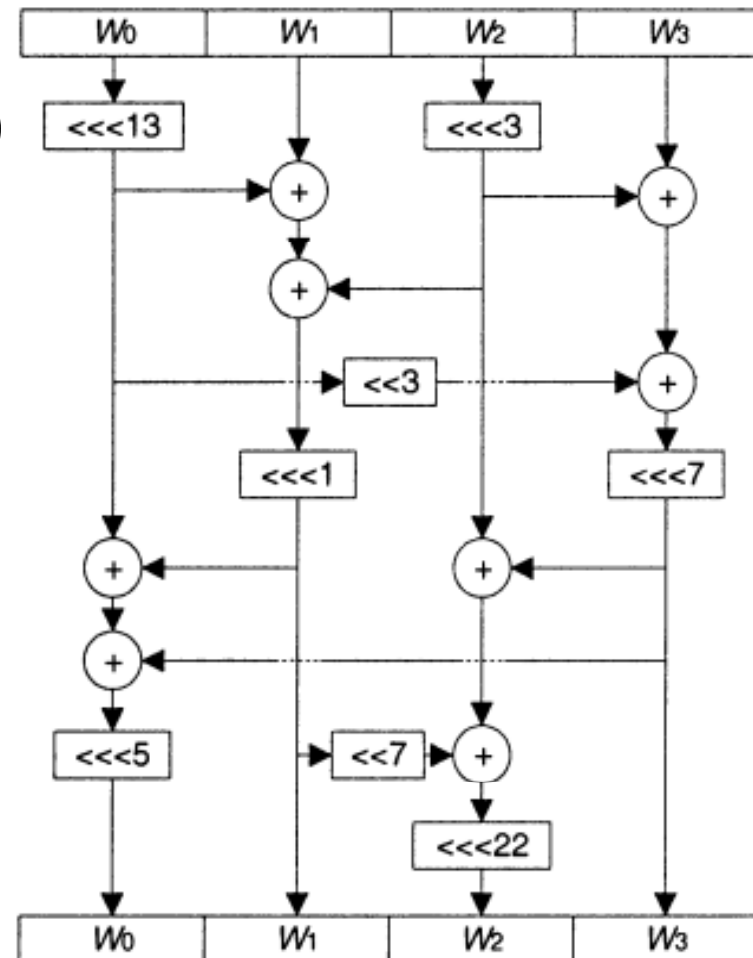 W0 W1 W2 W3
<<<13 <<<3
+ +
+
<<3 +
<<<1 <<<7
+ +
+
<<<5 <<7 +
<<<22
W0 W1 W2 W3